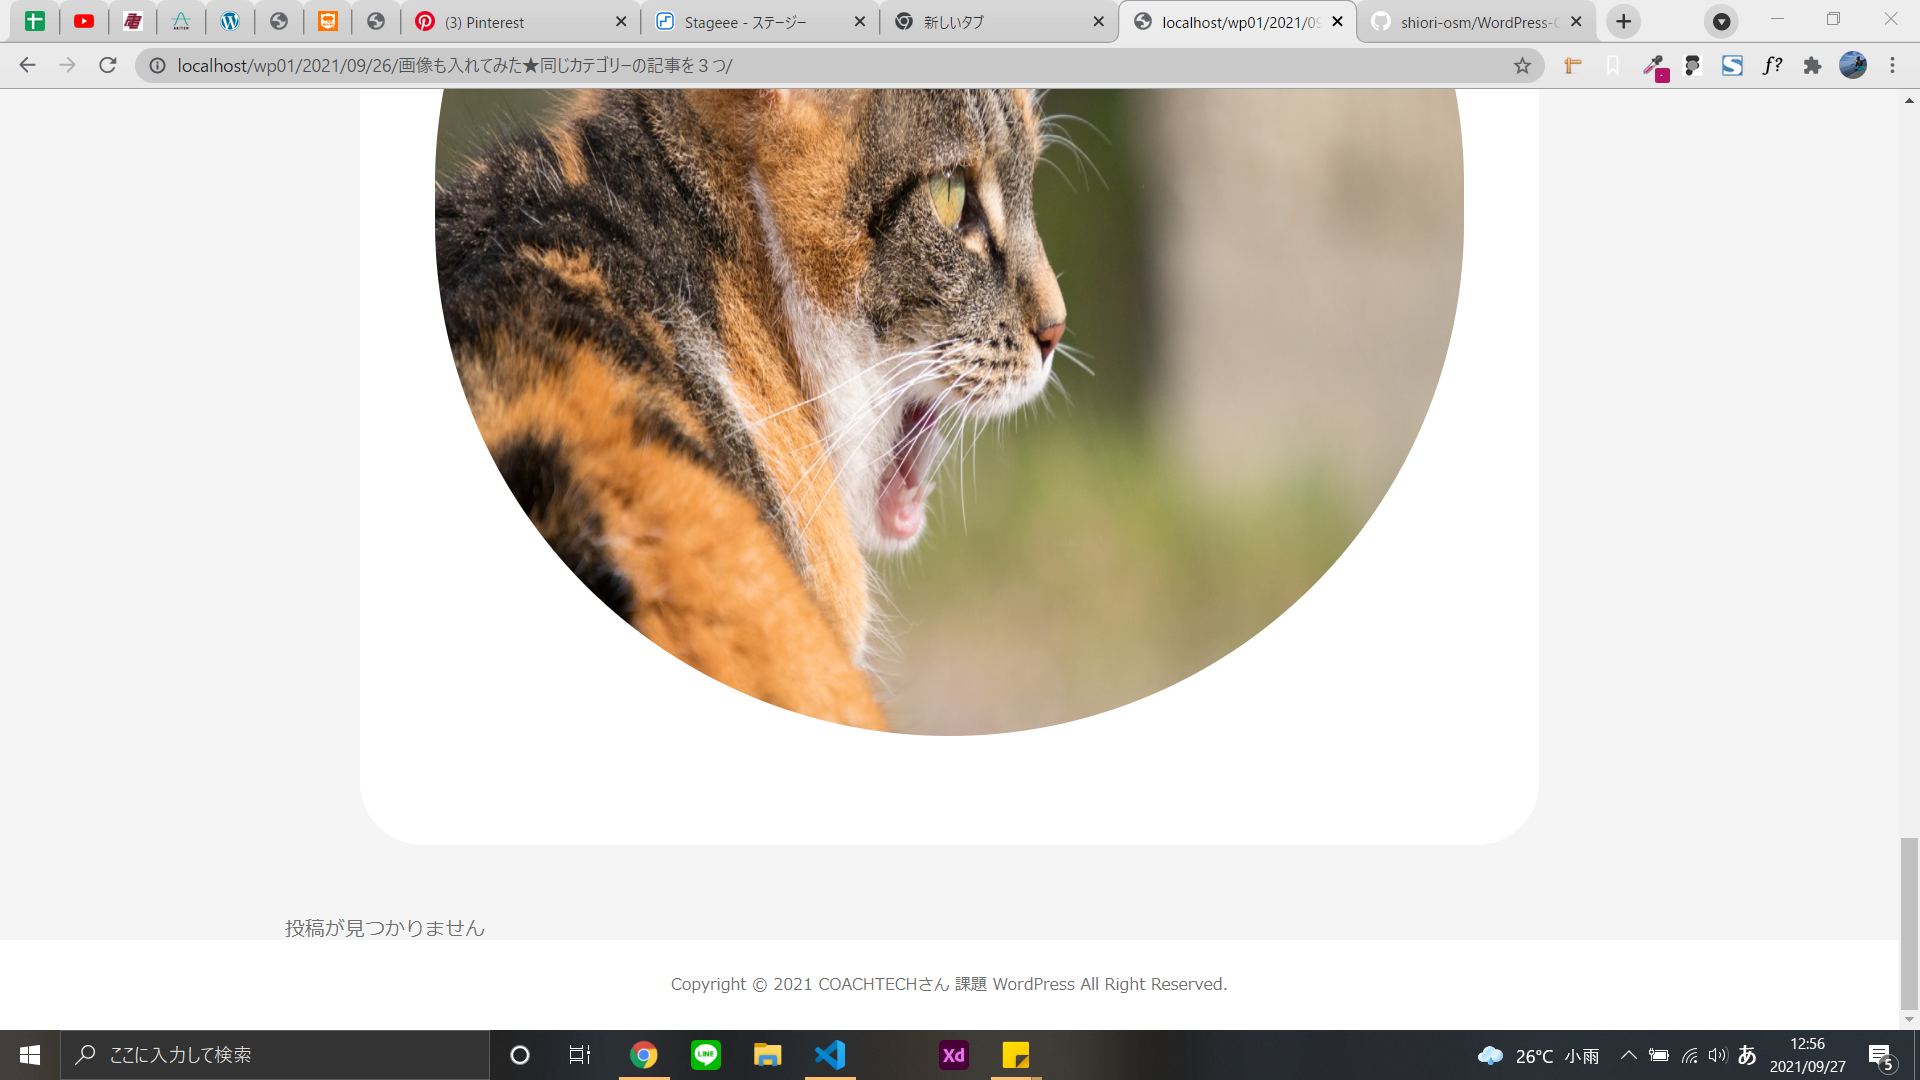 (3) Pinterest
Stageee - ステージー
新しいタブ
localhost/wp01/2021/09
shiori-osm/WordPress-C
localhost/wp01/2021/09/26/画像も入れてみた★同じカテゴリーの記事を３つ/
f?
投稿が見つかりません
Copyright © 2021 COACHTECHさん 課題 WordPress All Right Reserved.
ここに入力して検索
LINE
Xd
26°C 小雨
あ
12:56
2021/09/27
5